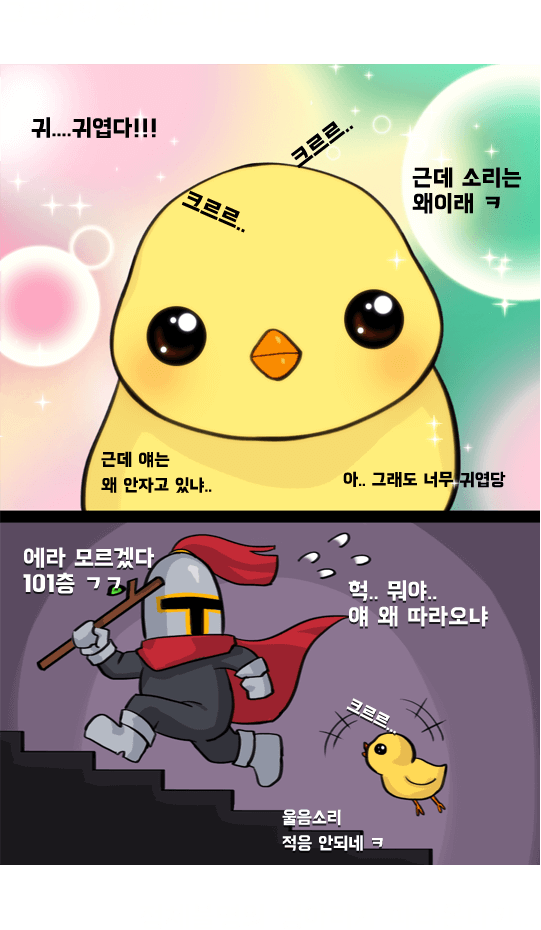 귀....귀엽다!!!
크르르..
크르르..
근데 소리는
왜이래 ㅋ
근데 얘는
왜 안자고 있냐..
아.. 그래도 너무 귀엽당
에라 모르겠다
101층 ㄱㄱ
헉.. 뭐야..
얘 왜 따라오냐
크르르...
울음소리
적응 안되네 ㅋ